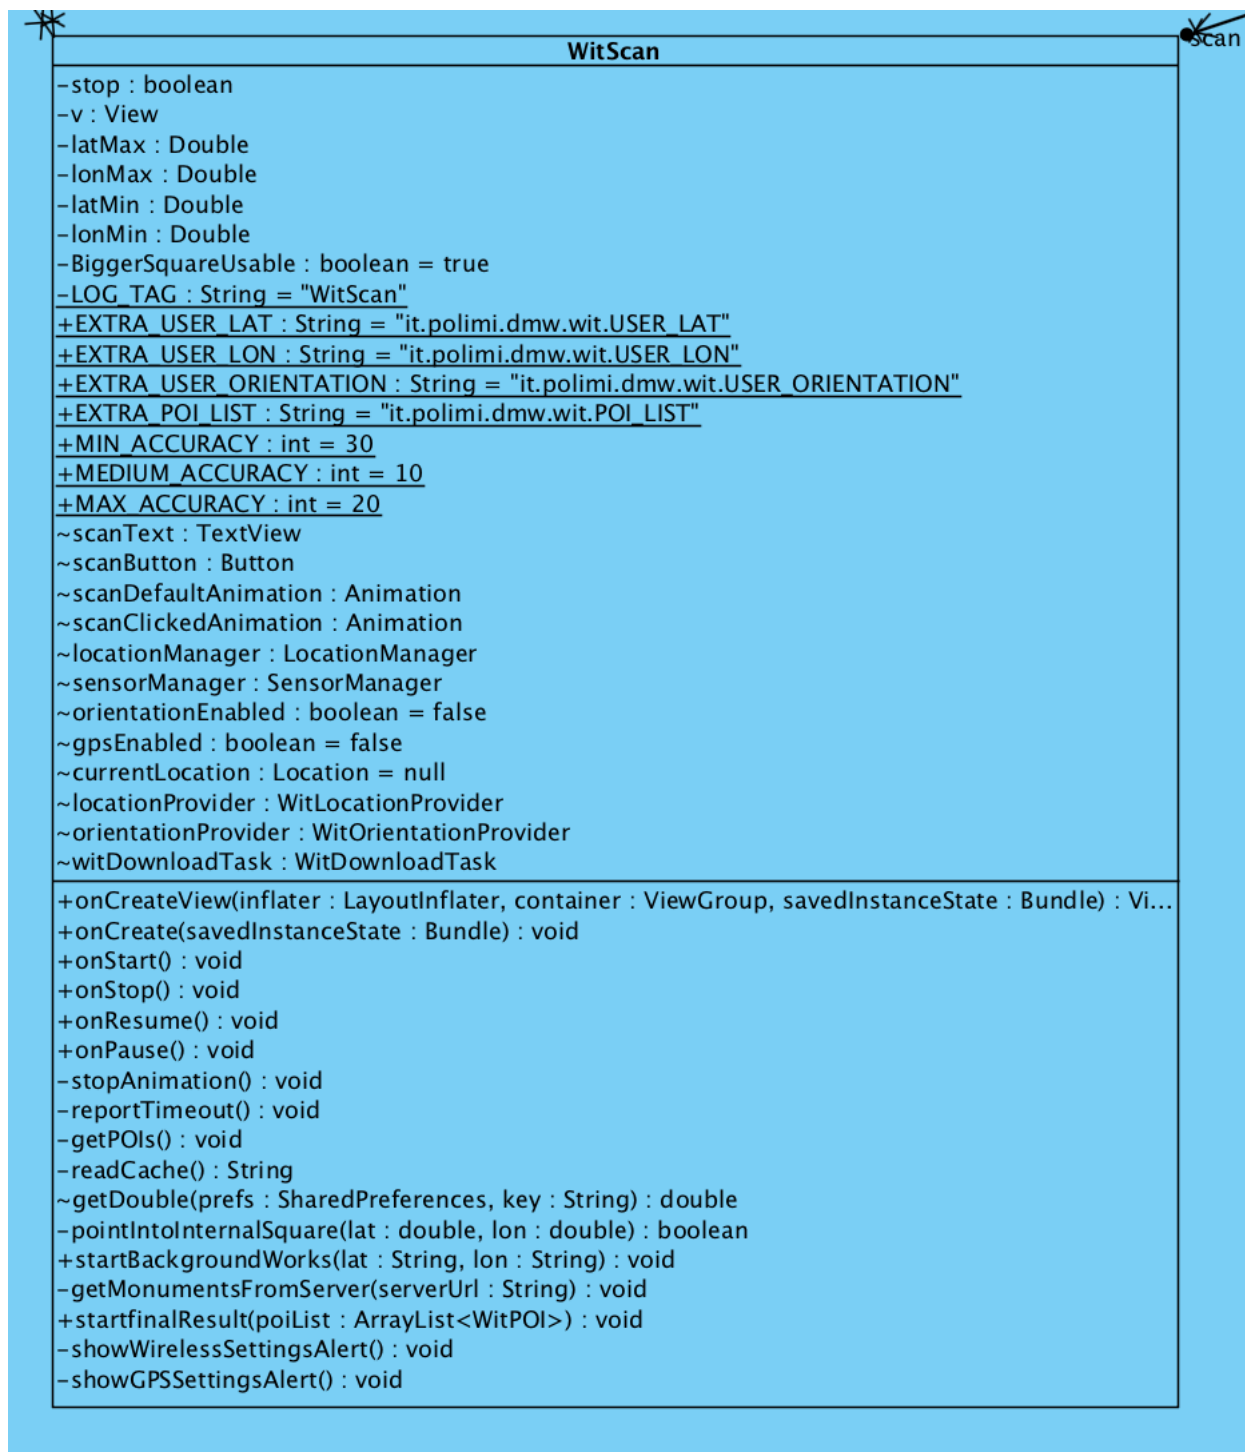 scan
WitScan
-stop : boolean
-v : View
-latMax : Double
-lonMax : Double
-latMin : Double
-lonMin : Double
-BiggerSquareUsable : boolean = true
-LOG_TAG : String = "WitScan"
+EXTRA_USER_LAT : String = "it.polimi.dmw.wit.USER_LAT"
+EXTRA_USER_LON : String = "it.polimi.dmw.wit.USER_LON"
+EXTRA_USER_ORIENTATION : String = "it.polimi.dmw.wit.USER_ORIENTATION"
+EXTRA_POI_LIST : String = "it.polimi.dmw.wit.POI_LIST"
+MIN_ACCURACY : int = 30
+MEDIUM_ACCURACY : int = 10
+MAX_ACCURACY : int = 20
~scanText : TextView
~scanButton : Button
~scanDefaultAnimation : Animation
~scanClickedAnimation : Animation
~locationManager : LocationManager
~sensorManager : SensorManager
~orientationEnabled : boolean = false
~gpsEnabled : boolean = false
~currentLocation : Location = null
~locationProvider : WitLocationProvider
~orientationProvider : WitOrientationProvider
~witDownloadTask : WitDownloadTask
+onCreateView(inflater : LayoutInflater, container : ViewGroup, savedInstanceState : Bundle) : Vi...
+onCreate(savedInstanceState : Bundle) : void
+onStart() : void
+onStop() : void
+onResume() : void
+onPause() : void
-stopAnimation() : void
-reportTimeout() : void
-getPOIs() : void
-readCache() : String
~getDouble(prefs : SharedPreferences, key : String) : double
-pointIntoInternalSquare(lat : double, lon : double) : boolean
+startBackgroundWorks(lat : String, lon : String) : void
-getMonumentsFromServer(serverUrl : String) : void
+startfinalResult(poiList : ArrayList<WitPOI>) : void
-showWirelessSettingsAlert() : void
-showGPSSettingsAlert() : void